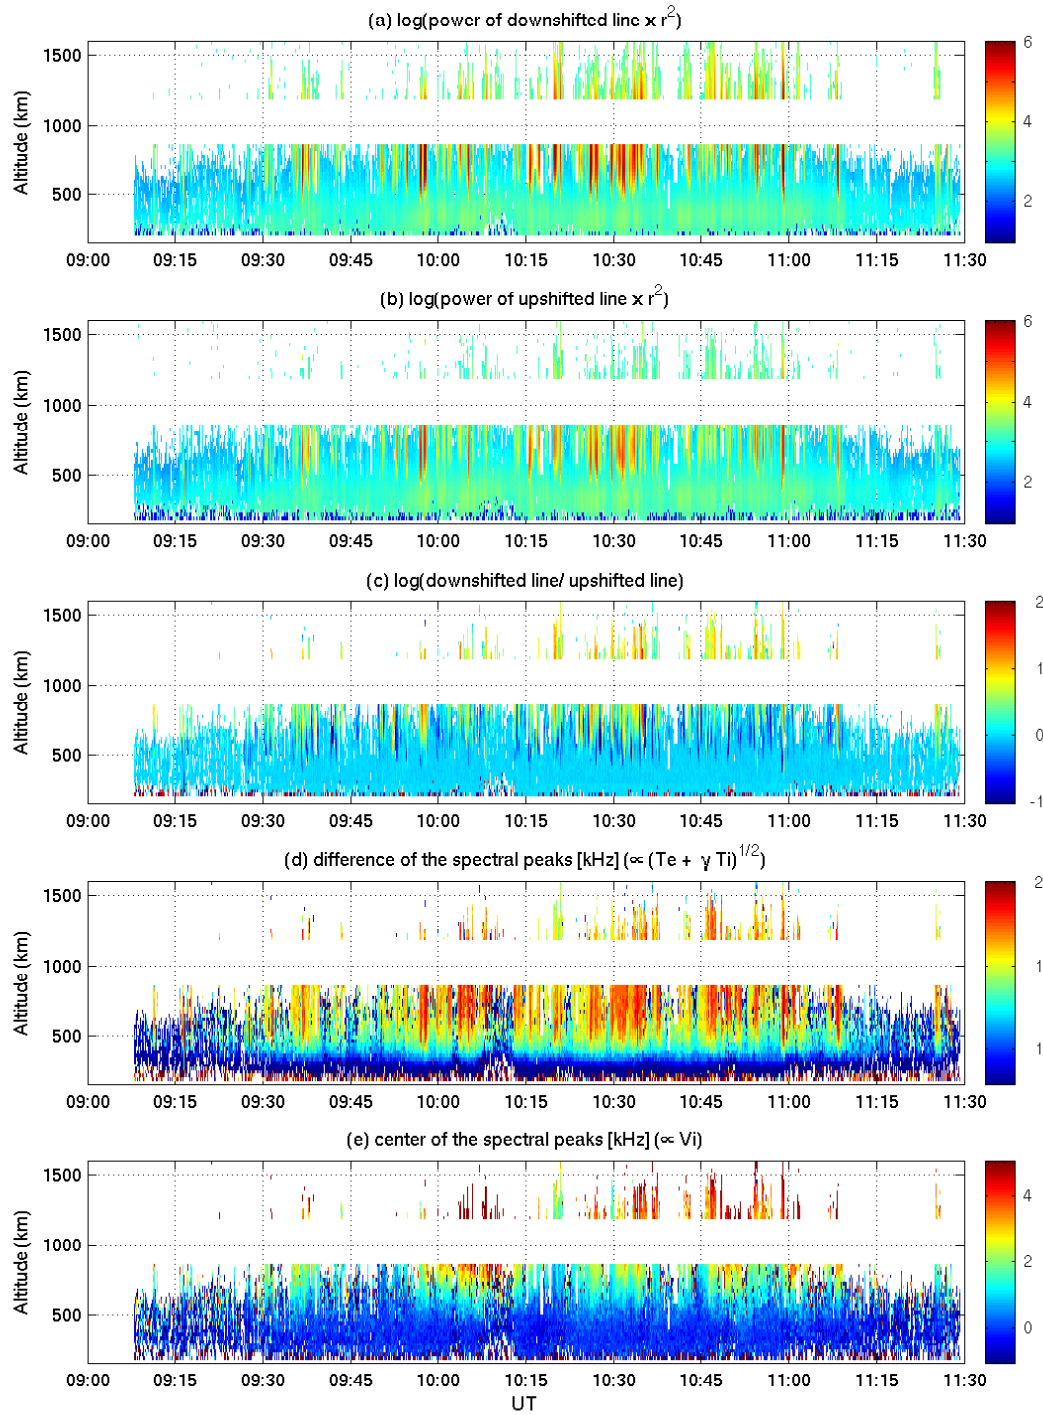 (a) log(power of downshifted line x r²)
1500
1000
500
Altitude (km)
09:00 09:15 09:30 09:45 10:00 10:15 10:30 10:45 11:00 11:15 11:30
6
4
2
(b) log(power of upshifted line x r²)
1500
1000
500
Altitude (km)
09:00 09:15 09:30 09:45 10:00 10:15 10:30 10:45 11:00 11:15 11:30
6
4
2
(c) log(downshifted line/ upshifted line)
1500
1000
500
Altitude (km)
09:00 09:15 09:30 09:45 10:00 10:15 10:30 10:45 11:00 11:15 11:30
2
1
0
-1
(d) difference of the spectral peaks [kHz] (∝ (Te + γ Ti)^1/2)
1500
1000
500
Altitude (km)
09:00 09:15 09:30 09:45 10:00 10:15 10:30 10:45 11:00 11:15 11:30
2
1
1
(e) center of the spectral peaks [kHz] (∝ Vi)
1500
1000
500
Altitude (km)
09:00 09:15 09:30 09:45 10:00 10:15 10:30 10:45 11:00 11:15 11:30
4
2
0
UT